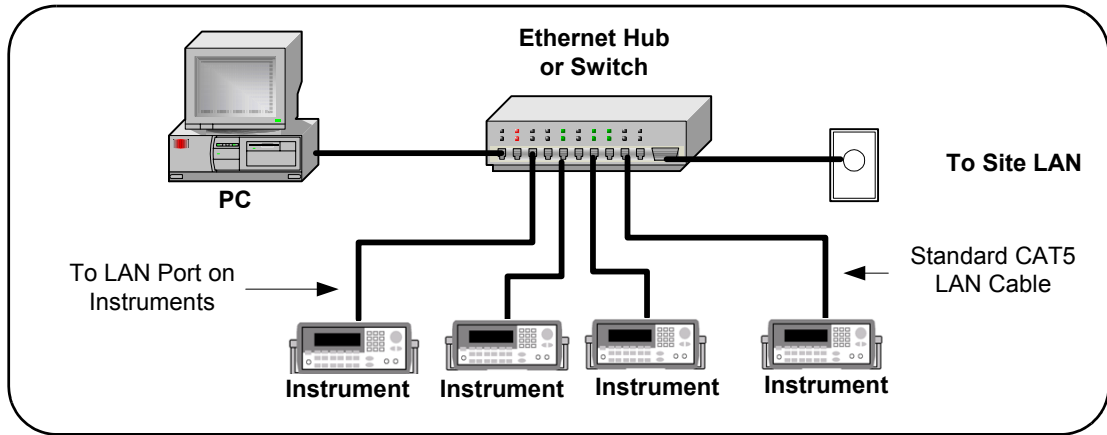 Ethernet Hub
or Switch
PC
To Site LAN
To LAN Port on
Instruments
Standard CAT5
LAN Cable
Instrument
Instrument
Instrument
Instrument